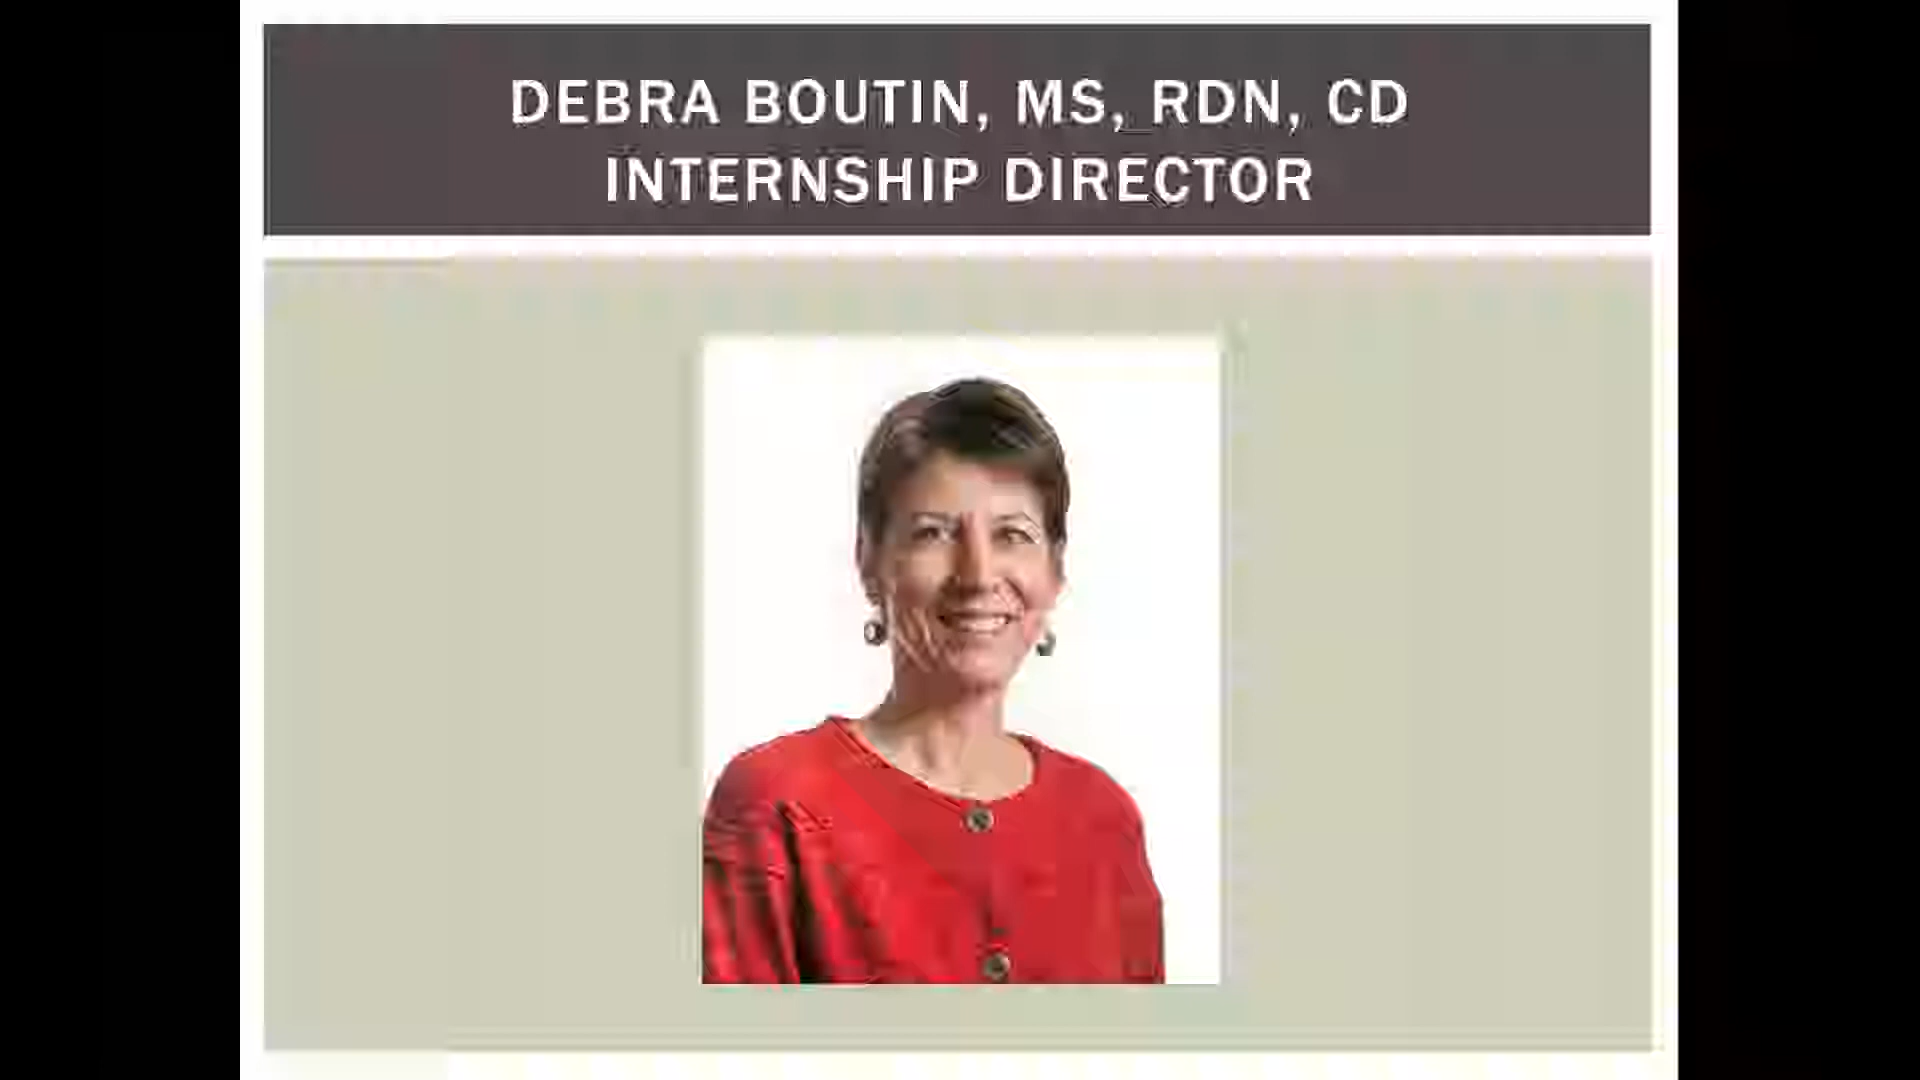 DEBRA BOUTIN, MS, RDN, CD
INTERNSHIP DIRECTOR